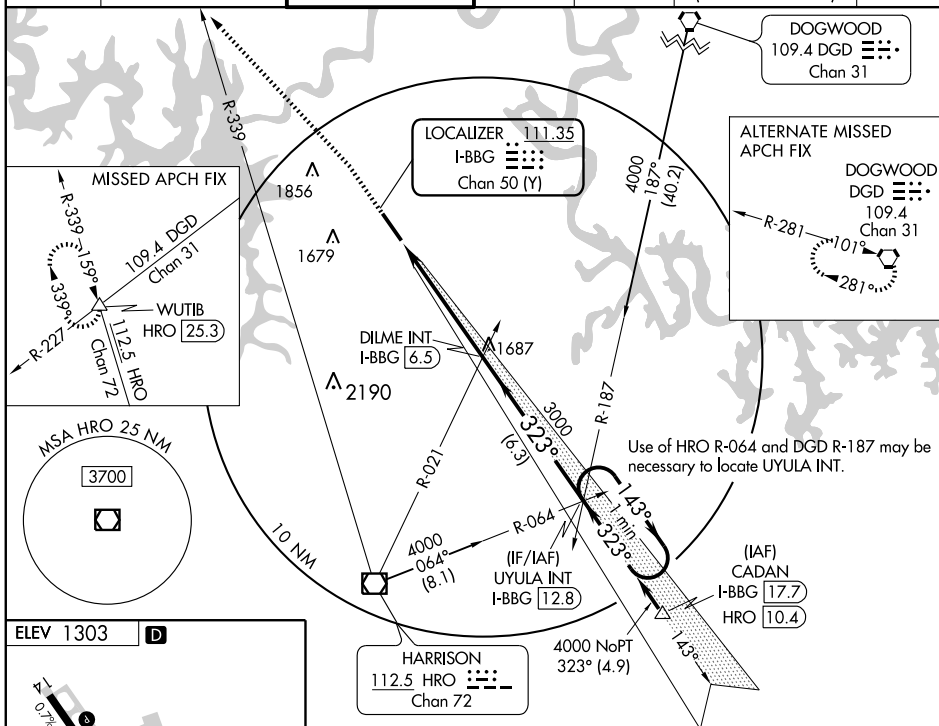 DOGWOOD
109.4 DGD
Chan 31
R-339
LOCALIZER 111.35
I-BBG
Chan 50 (Y)
4000
187°
(40.2)
ALTERNATE MISSED
APCH FIX
DOGWOOD
DGD
109.4
Chan 31
R-281
101°
281°
MISSED APCH FIX
R-339
159°
109.4 DGD
Chan 31
339°
WUTIB
HRO 25.3
R-227
112.5 HRO
Chan 72
1856
1679
DILME INT
I-BBG 6.5
1687
2190
3000
323°
(6.3)
R-187
R-021
Use of HRO R-064 and DGD R-187 may be
necessary to locate UYULA INT.
MSA HRO 25 NM
3700
10 NM
143°
1 min
323°
R-064
4000
064°
(8.1)
(IF/IAF)
UYULA INT
I-BBG 12.8
(IAF)
CADAN
I-BBG 17.7
HRO 10.4
4000 NoPT
323° (4.9)
143°
ELEV 1303 D
HARRISON
112.5 HRO
Chan 72
14
0.7%
P